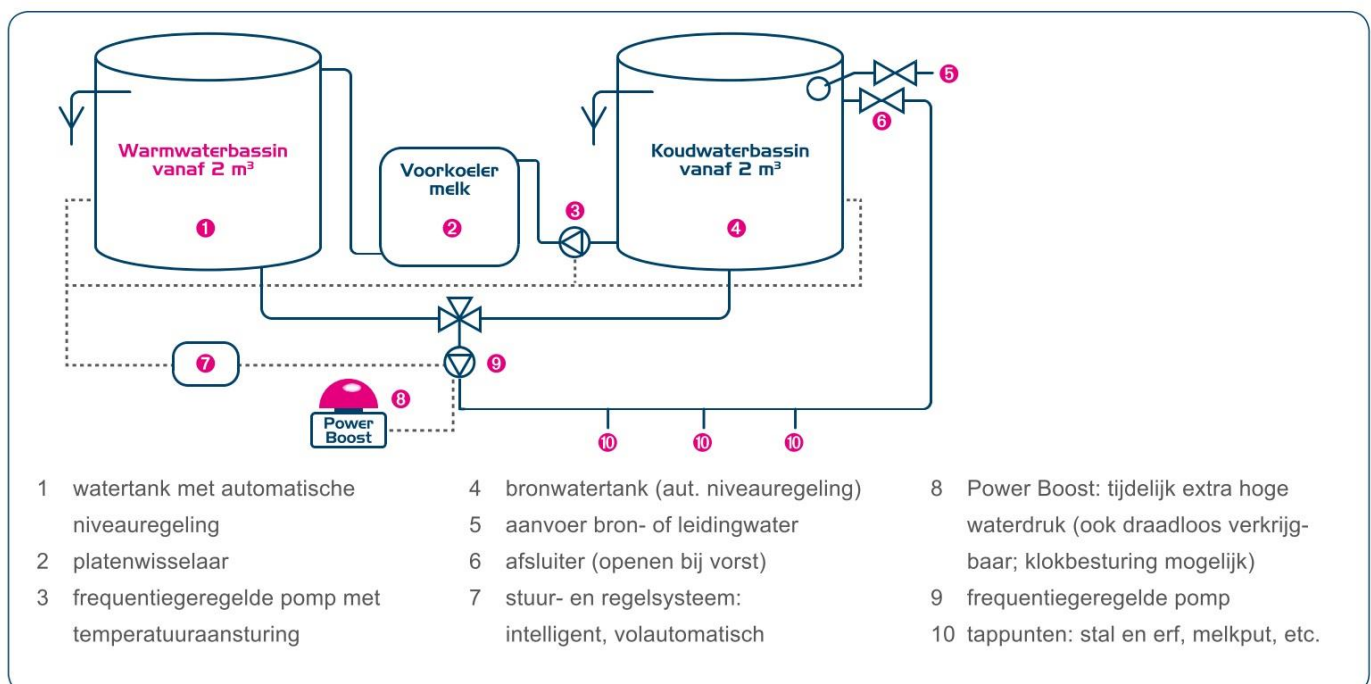 Warmwaterbassin
vanaf 2 m³
1
Voorkoeler
melk
2
3
Koudwaterbassin
vanaf 2 m³
4
5
6
7
8
Power
Boost
9
10
10
10
1 watertank met automatische
niveauregeling
2 platenwisselaar
3 frequentiegeregelde pomp met
temperatuuraansturing
4 bronwatertank (aut. niveauregeling)
5 aanvoer bron- of leidingwater
6 afsluiter (openen bij vorst)
7 stuur- en regelsysteem:
intelligent, volautomatisch
8 Power Boost: tijdelijk extra hoge
waterdruk (ook draadloos verkrijg-
baar; klokbesturing mogelijk)
9 frequentiegeregelde pomp
10 tappunten: stal en erf, melkput, etc.